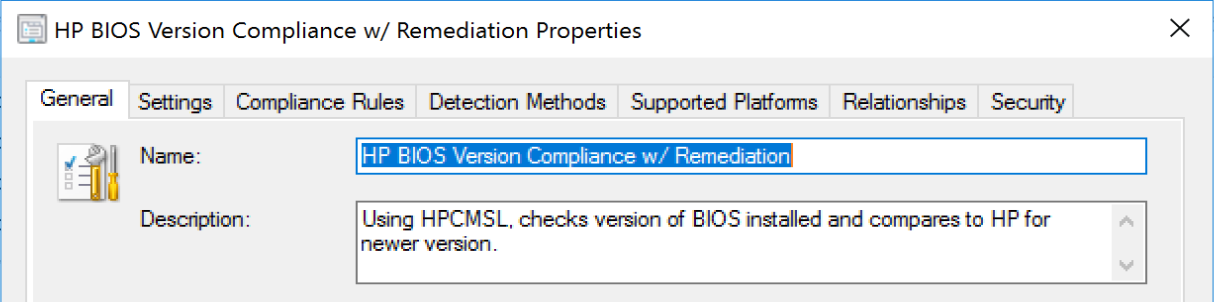 HP BIOS Version Compliance w/ Remediation Properties
General Settings Compliance Rules Detection Methods Supported Platforms Relationships Security
Name: HP BIOS Version Compliance w/ Remediation
Description: Using HPCMSL, checks version of BIOS installed and compares to HP for
newer version.